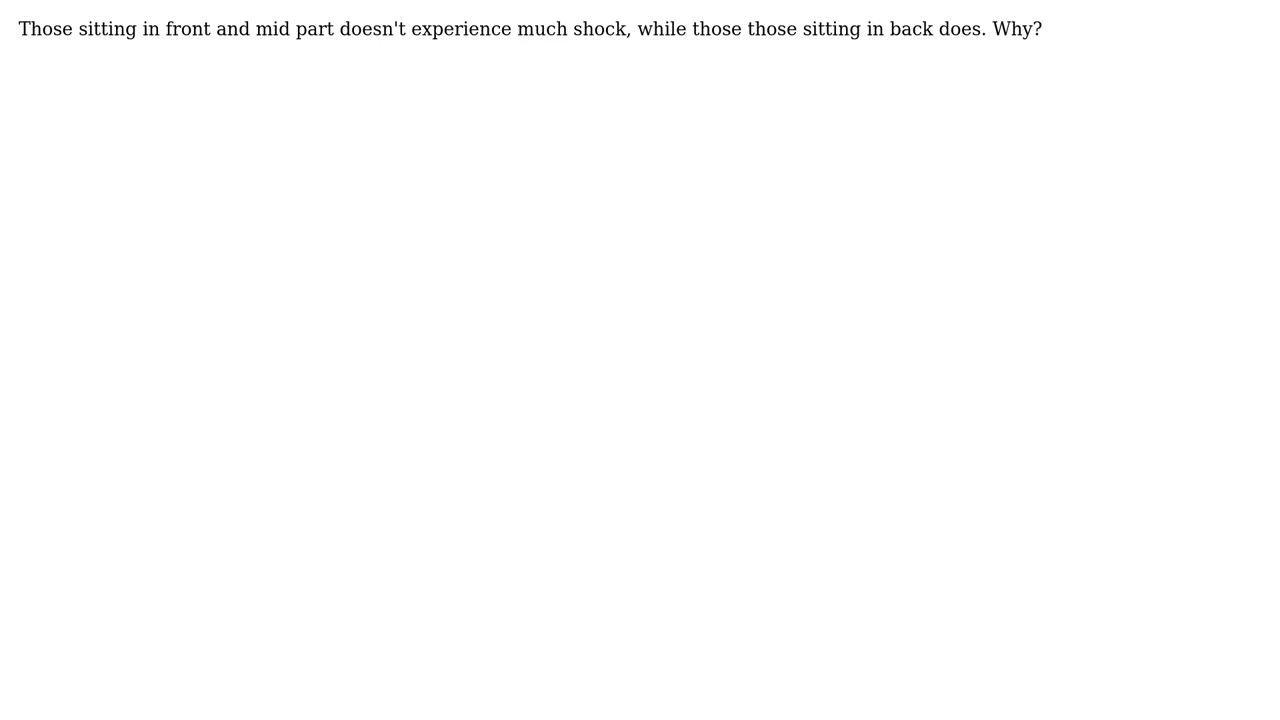 Those sitting in front and mid part doesn't experience much shock, while those those sitting in back does. Why?